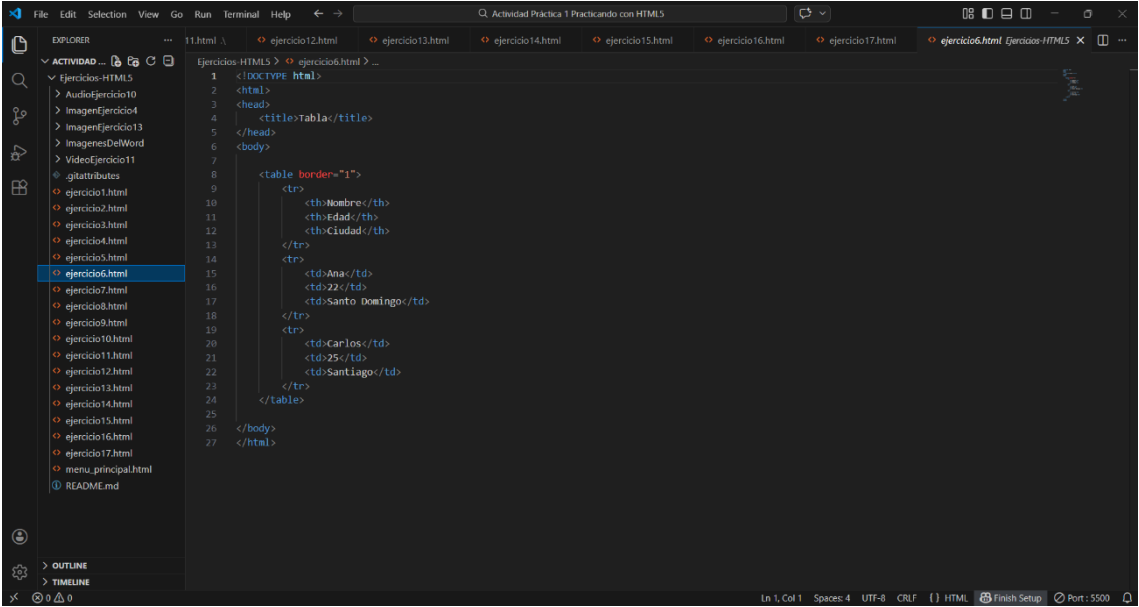 File Edit Selection View Go Run Terminal Help
Actividad Práctica 1 Practicando con HTML5
EXPLORER
11.html
ejercicio12.html
ejercicio13.html
ejercicio14.html
ejercicio15.html
ejercicio16.html
ejercicio17.html
ejercicio6.html Ejercicios-HTML5
ACTIVIDAD ...
Ejercicios-HTML5
AudioEjercicio10
ImagenEjercicio4
ImagenEjercicio13
ImagenesDelWord
VideoEjercicio11
.gitattributes
ejercicio1.html
ejercicio2.html
ejercicio3.html
ejercicio4.html
ejercicio5.html
ejercicio6.html
ejercicio7.html
ejercicio8.html
ejercicio9.html
ejercicio10.html
ejercicio11.html
ejercicio12.html
ejercicio13.html
ejercicio14.html
ejercicio15.html
ejercicio16.html
ejercicio17.html
menu_principal.html
README.md
OUTLINE
TIMELINE
Ejercicios-HTML5 > ejercicio6.html > ...
1 <!DOCTYPE html>
2 <html>
3 <head>
4 <title>Tabla</title>
5 </head>
6 <body>
7
8 <table border="1">
9 <tr>
10 <th>Nombre</th>
11 <th>Edad</th>
12 <th>Ciudad</th>
13 </tr>
14 <tr>
15 <td>Ana</td>
16 <td>22</td>
17 <td>Santo Domingo</td>
18 </tr>
19 <tr>
20 <td>Carlos</td>
21 <td>25</td>
22 <td>Santiago</td>
23 </tr>
24 </table>
25
26 </body>
27 </html>
0 0
Ln 1, Col 1 Spaces: 4 UTF-8 CRLF {} HTML Finish Setup Port : 5500